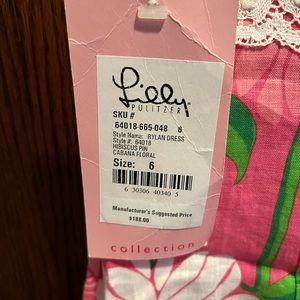 Lilly
PULITZER
SKU #
64018-665-048 6
Style Name: RYLAN DRESS
Style #: 64018
HIBISCUS PIN
CABANA FLORAL
Size: 6
6 30306 40340 5
Manufacturer's Suggested Price
$188.00
collection